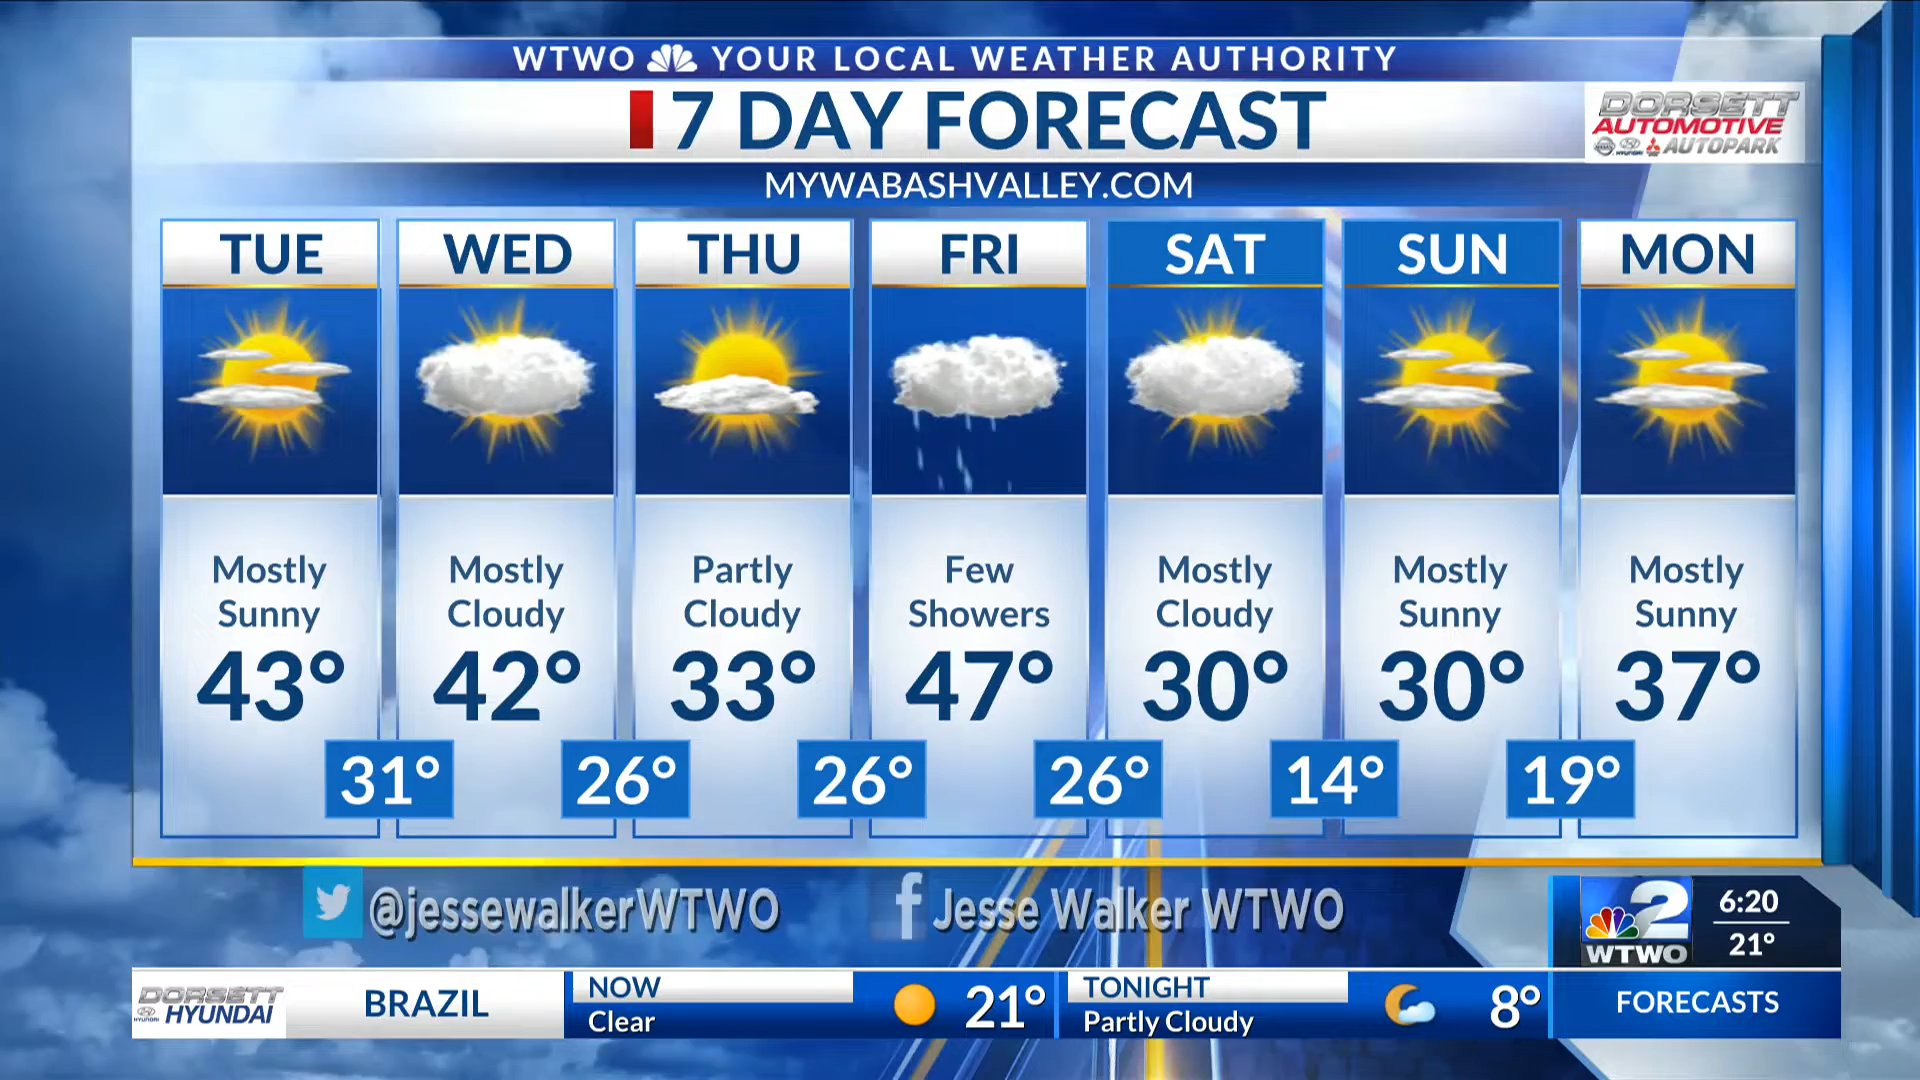 WTWO YOUR LOCAL WEATHER AUTHORITY
7 DAY FORECAST
DORSETT
AUTOMOTIVE
AUTOPARK
MYWABASHVALLEY.COM
TUE WED THU FRI SAT SUN MON
Mostly Mostly Partly Few Mostly Mostly Mostly
Sunny Cloudy Cloudy Showers Cloudy Sunny Sunny
43° 42° 33° 47° 30° 30° 37°
31° 26° 26° 26° 14° 19°
@jessewalkerWTWO Jesse Walker WTWO
2
WTWO
6:20
21°
DORSETT
HYUNDAI
BRAZIL
NOW
Clear
21°
TONIGHT
Partly Cloudy
8°
FORECASTS